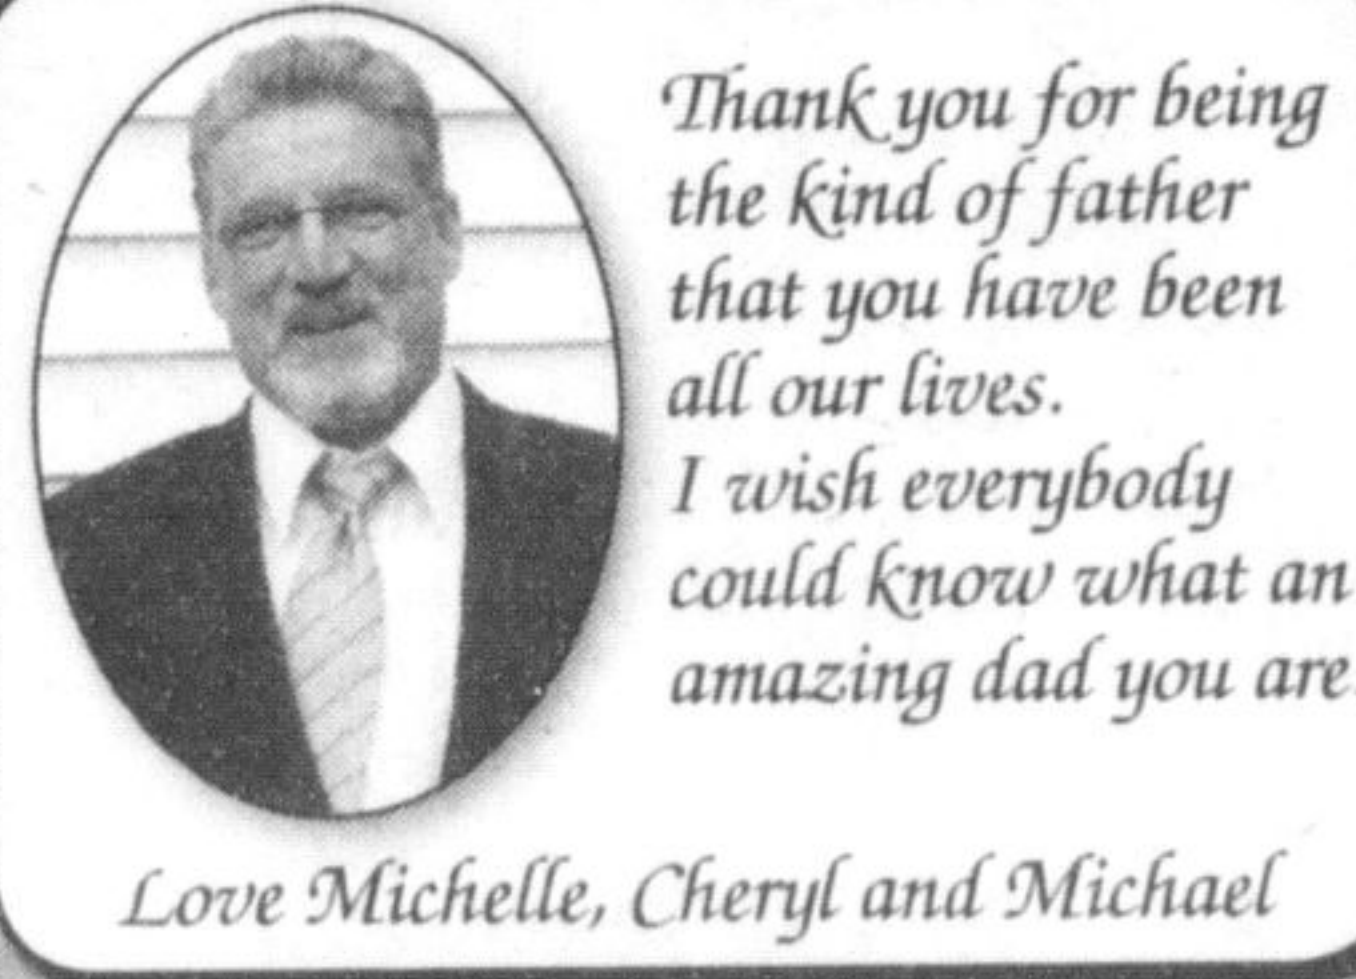 Thank you for being
the kind of father
that you have been
all our lives.
I wish everybody
could know what an
amazing dad you are.
Love Michelle, Cheryl and Michael